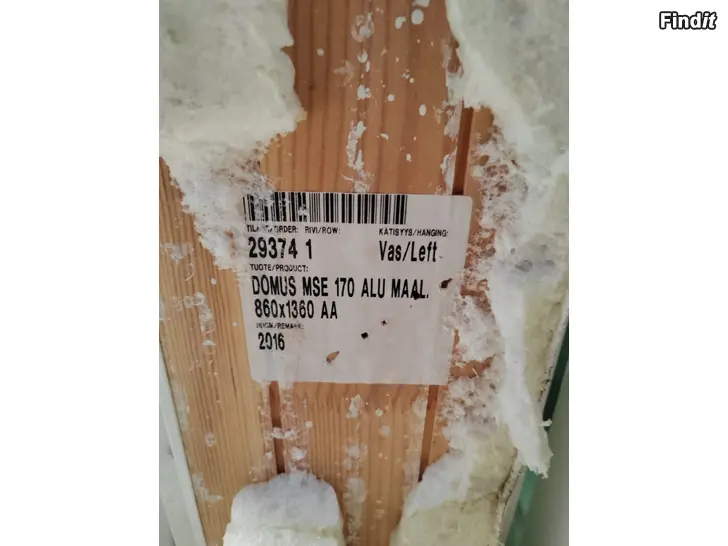 Findit
ORDER: RIVI/ROW: KÄTISYYS/HANGING:
29374 1 Vas/Left
TUOTE/PRODUCT:
DOMUS MSE 170 ALU MAAL.
860x1360 AA
2016